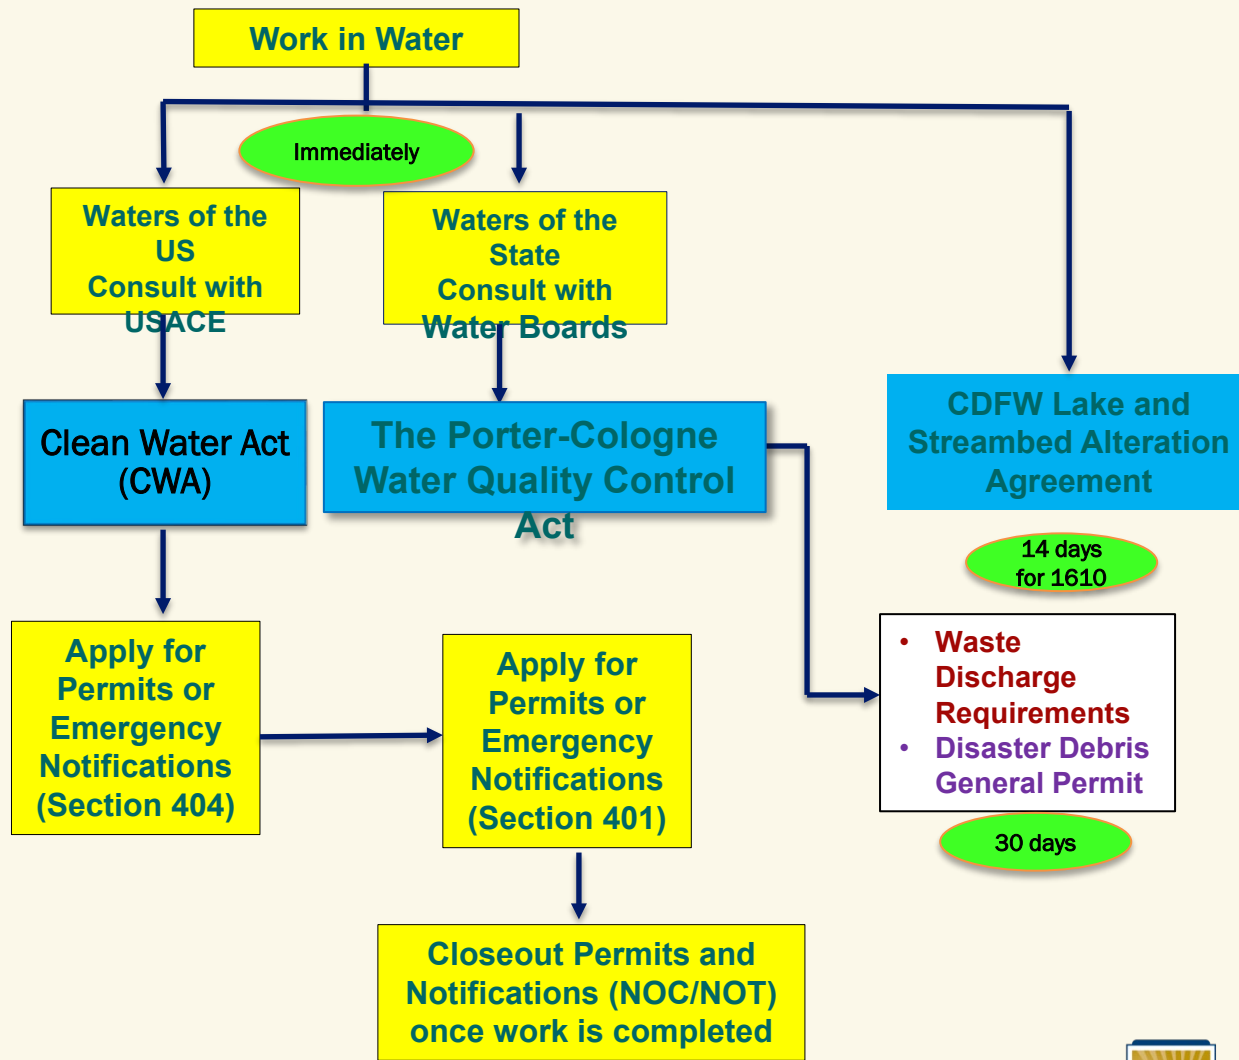 Work in Water
Immediately
Waters of the
US
Consult with
USACE
Waters of the
State
Consult with
Water Boards
Clean Water Act
(CWA)
The Porter-Cologne
Water Quality Control
Act
CDFW Lake and
Streambed Alteration
Agreement
14 days
for 1610
Apply for
Permits or
Emergency
Notifications
(Section 404)
Apply for
Permits or
Emergency
Notifications
(Section 401)
• Waste
Discharge
Requirements
• Disaster Debris
General Permit
30 days
Closeout Permits and
Notifications (NOC/NOT)
once work is completed